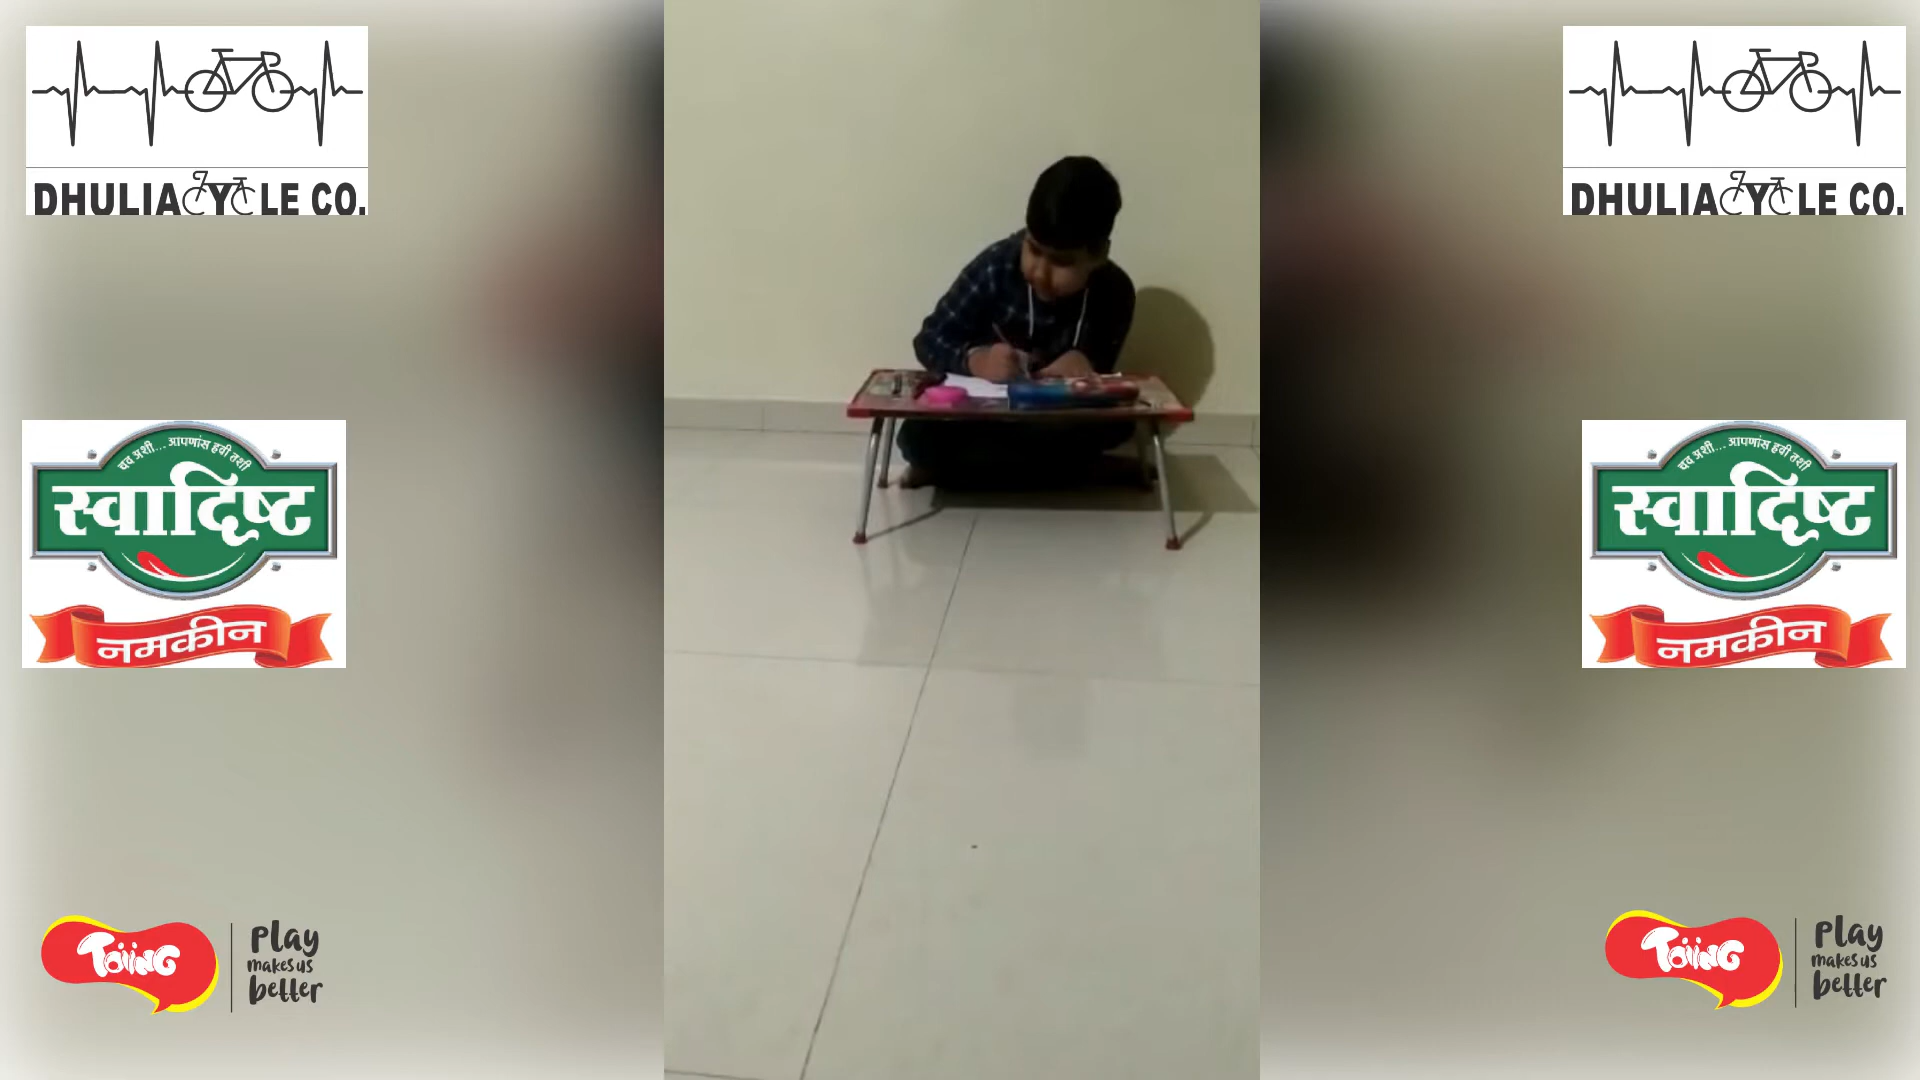 DHULIA CYCLE CO.
DHULIA CYCLE CO.
चव अशी... आपणांस हवी तशी
स्वादिष्ट
नमकीन
चव अशी... आपणांस हवी तशी
स्वादिष्ट
नमकीन
TOIING
Play
makes us
better
TOIING
Play
makes us
better